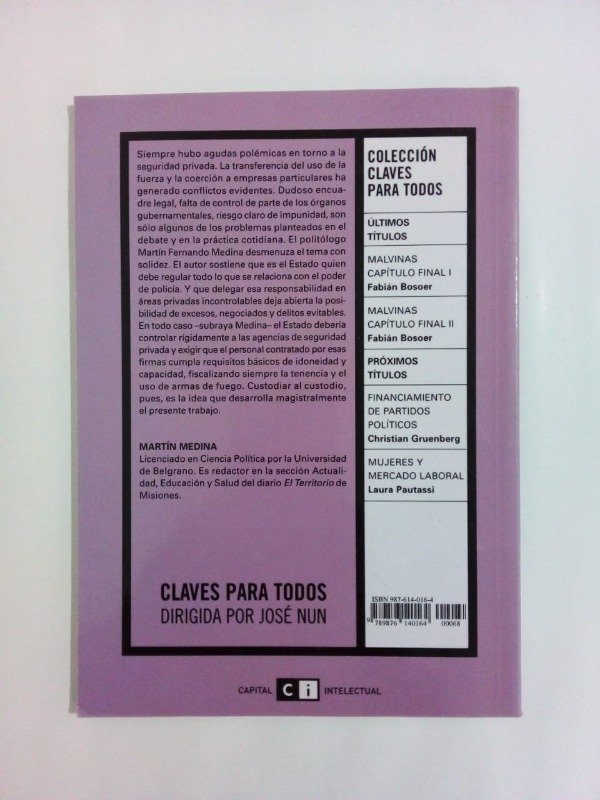 Siempre hubo agudas polémicas en torno a la
seguridad privada. La transferencia del uso de la
fuerza y la coerción a empresas particulares ha
generado conflictos evidentes. Dudoso encua-
dre legal, falta de control de parte de los órganos
gubernamentales, riesgo claro de impunidad, son
sólo algunos de los problemas planteados en el
debate y en la práctica cotidiana. El politólogo
Martín Fernando Medina desmenuza el tema con
solidez. El autor sostiene que es el Estado quien
debe regular todo lo que se relaciona con el poder
de policía. Y que delegar esa responsabilidad en
áreas privadas incontrolables deja abierta la posi-
bilidad de excesos, negociados y delitos evitables.
En todo caso –subraya Medina– el Estado debería
controlar rígidamente a las agencias de seguridad
privada y exigir que el personal contratado por esas
firmas cumpla requisitos básicos de idoneidad y
capacidad, fiscalizando siempre la tenencia y el
uso de armas de fuego. Custodiar al custodio,
pues, es la idea que desarrolla magistralmente
el presente trabajo.
MARTÍN MEDINA
Licenciado en Ciencia Política por la Universidad
de Belgrano. Es redactor en la sección Actuali-
dad, Educación y Salud del diario El Territorio de
Misiones.
CLAVES PARA TODOS
DIRIGIDA POR JOSÉ NUN
COLECCIÓN
CLAVES
PARA TODOS
ÚLTIMOS
TÍTULOS
MALVINAS
CAPÍTULO FINAL I
Fabián Bosoer
MALVINAS
CAPÍTULO FINAL II
Fabián Bosoer
PRÓXIMOS
TÍTULOS
FINANCIAMIENTO
DE PARTIDOS
POLÍTICOS
Christian Gruenberg
MUJERES Y
MERCADO LABORAL
Laura Pautassi
ISBN 987-614-016-4
9 789876 140164 00068
CAPITAL Ci INTELECTUAL